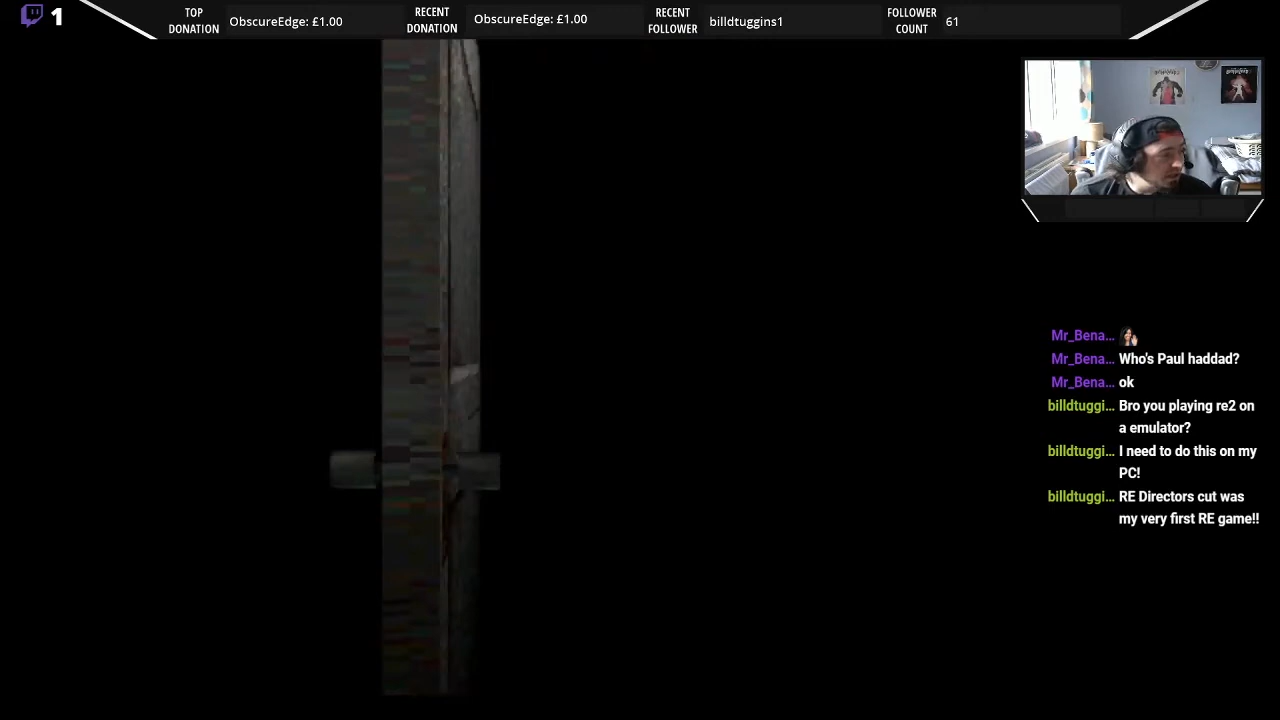 1
TOP DONATION
ObscureEdge: £1.00
RECENT DONATION
ObscureEdge: £1.00
RECENT FOLLOWER
billdtuggins1
FOLLOWER COUNT
61
Mr_Bena...
Mr_Bena... Who's Paul haddad?
Mr_Bena... ok
billdtuggi... Bro you playing re2 on
a emulator?
billdtuggi... I need to do this on my
PC!
billdtuggi... RE Directors cut was
my very first RE game!!